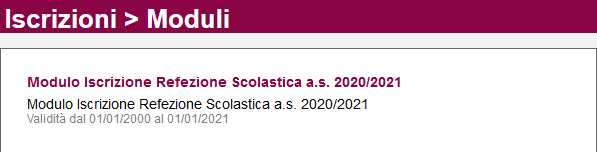 Iscrizioni > Moduli
Modulo Iscrizione Refezione Scolastica a.s. 2020/2021
Modulo Iscrizione Refezione Scolastica a.s. 2020/2021
Validità dal 01/01/2000 al 01/01/2021